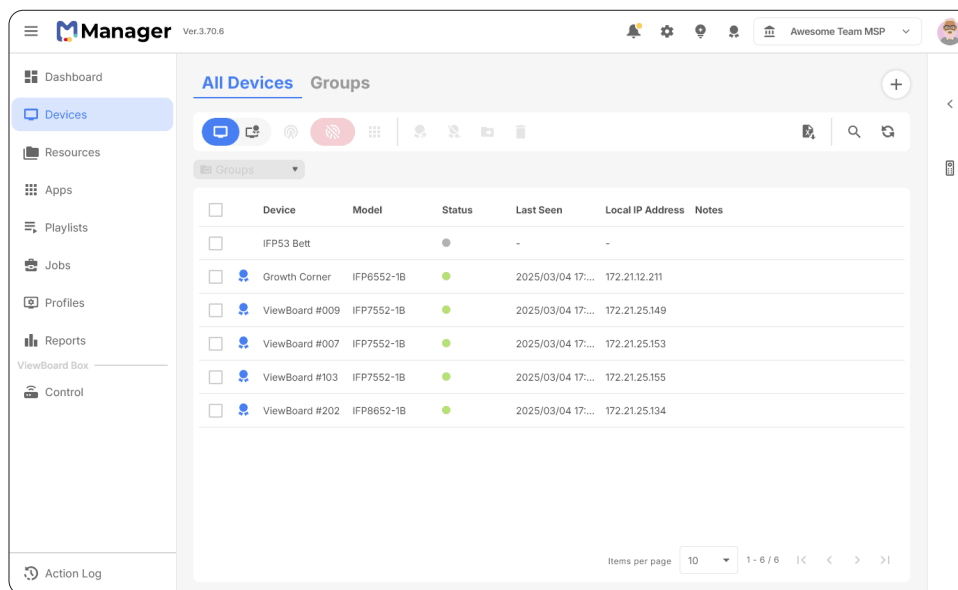 Manager Ver.3.70.6
Awesome Team MSP
Dashboard
Devices
Resources
Apps
Playlists
Jobs
Profiles
Reports
ViewBoard Box
Control
Action Log
All Devices Groups
Groups
Device Model Status Last Seen Local IP Address Notes
IFP53 Bett - -
Growth Corner IFP6552-1B 2025/03/04 17:... 172.21.12.211
ViewBoard #009 IFP7552-1B 2025/03/04 17:... 172.21.25.149
ViewBoard #007 IFP7552-1B 2025/03/04 17:... 172.21.25.153
ViewBoard #103 IFP7552-1B 2025/03/04 17:... 172.21.25.155
ViewBoard #202 IFP8652-1B 2025/03/04 17:... 172.21.25.134
Items per page 10 1 - 6 / 6